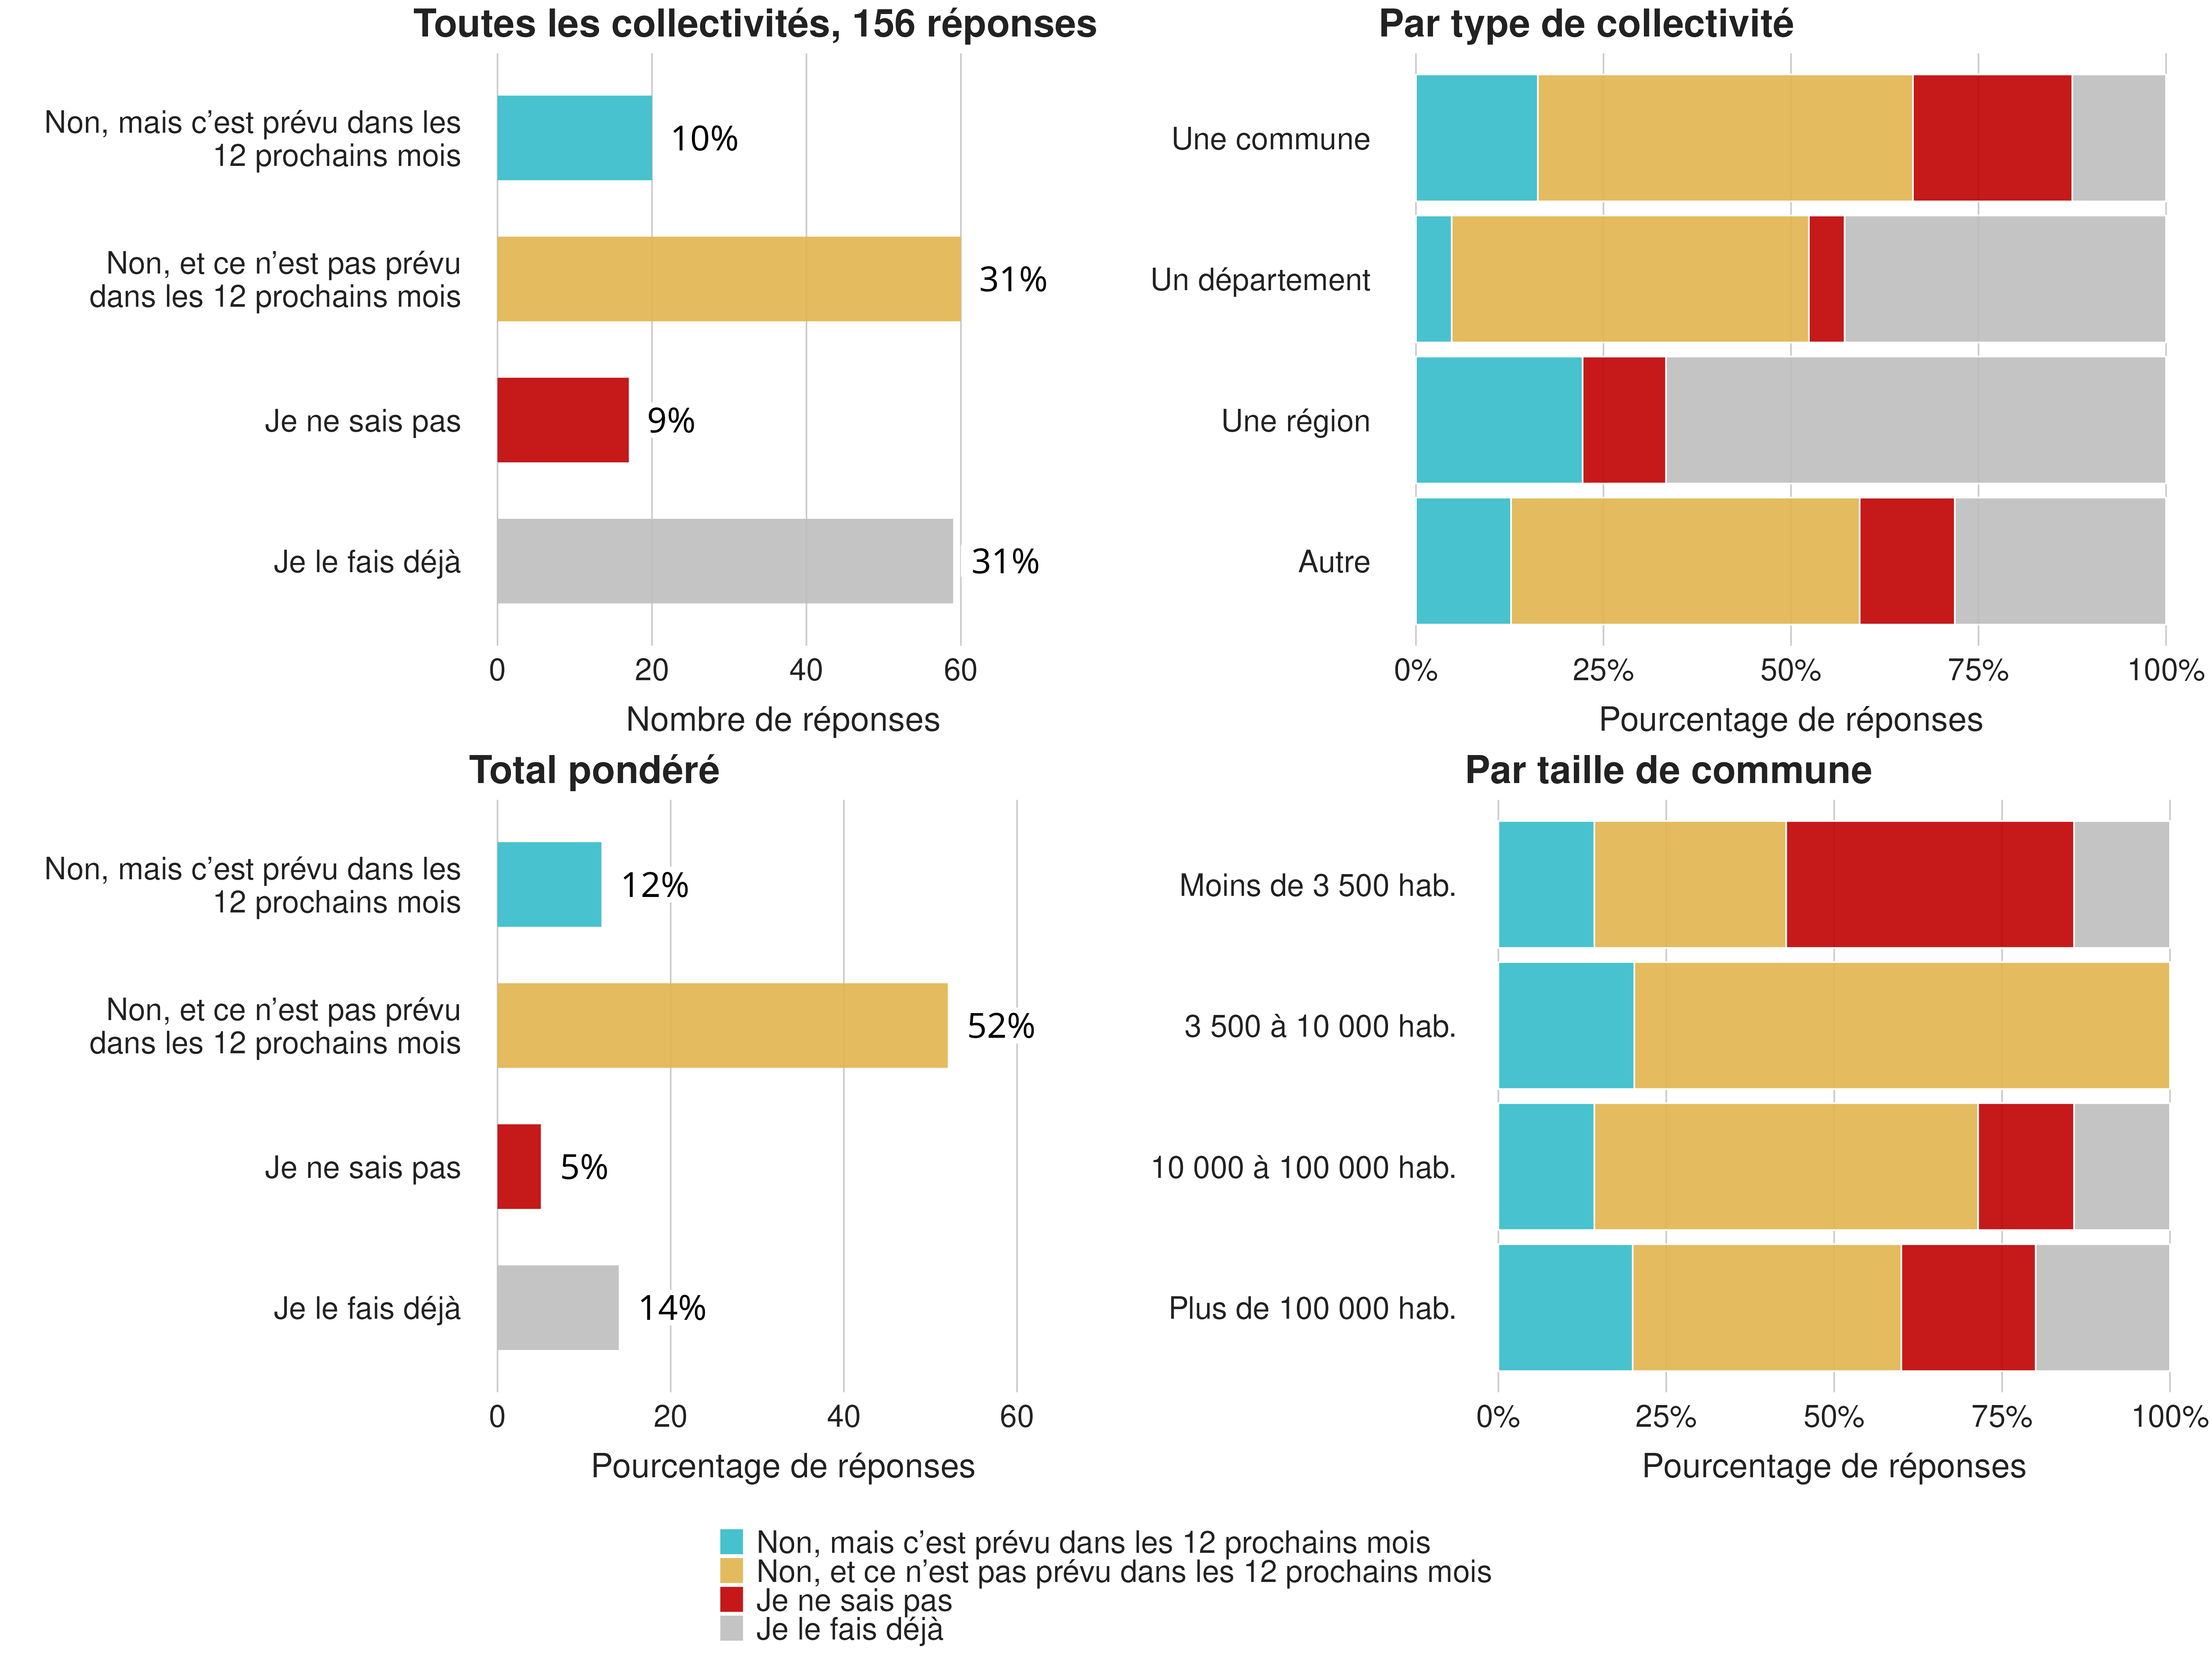 Toutes les collectivités, 156 réponses
Non, mais c’est prévu dans les
12 prochains mois
10%
Non, et ce n’est pas prévu
dans les 12 prochains mois
31%
Je ne sais pas
9%
Je le fais déjà
31%
0 20 40 60
Nombre de réponses
Par type de collectivité
Une commune
Un département
Une région
Autre
0% 25% 50% 75% 100%
Pourcentage de réponses
Total pondéré
Non, mais c’est prévu dans les
12 prochains mois
12%
Non, et ce n’est pas prévu
dans les 12 prochains mois
52%
Je ne sais pas
5%
Je le fais déjà
14%
0 20 40 60
Pourcentage de réponses
Par taille de commune
Moins de 3 500 hab.
3 500 à 10 000 hab.
10 000 à 100 000 hab.
Plus de 100 000 hab.
0% 25% 50% 75% 100%
Pourcentage de réponses
Non, mais c’est prévu dans les 12 prochains mois
Non, et ce n’est pas prévu dans les 12 prochains mois
Je ne sais pas
Je le fais déjà